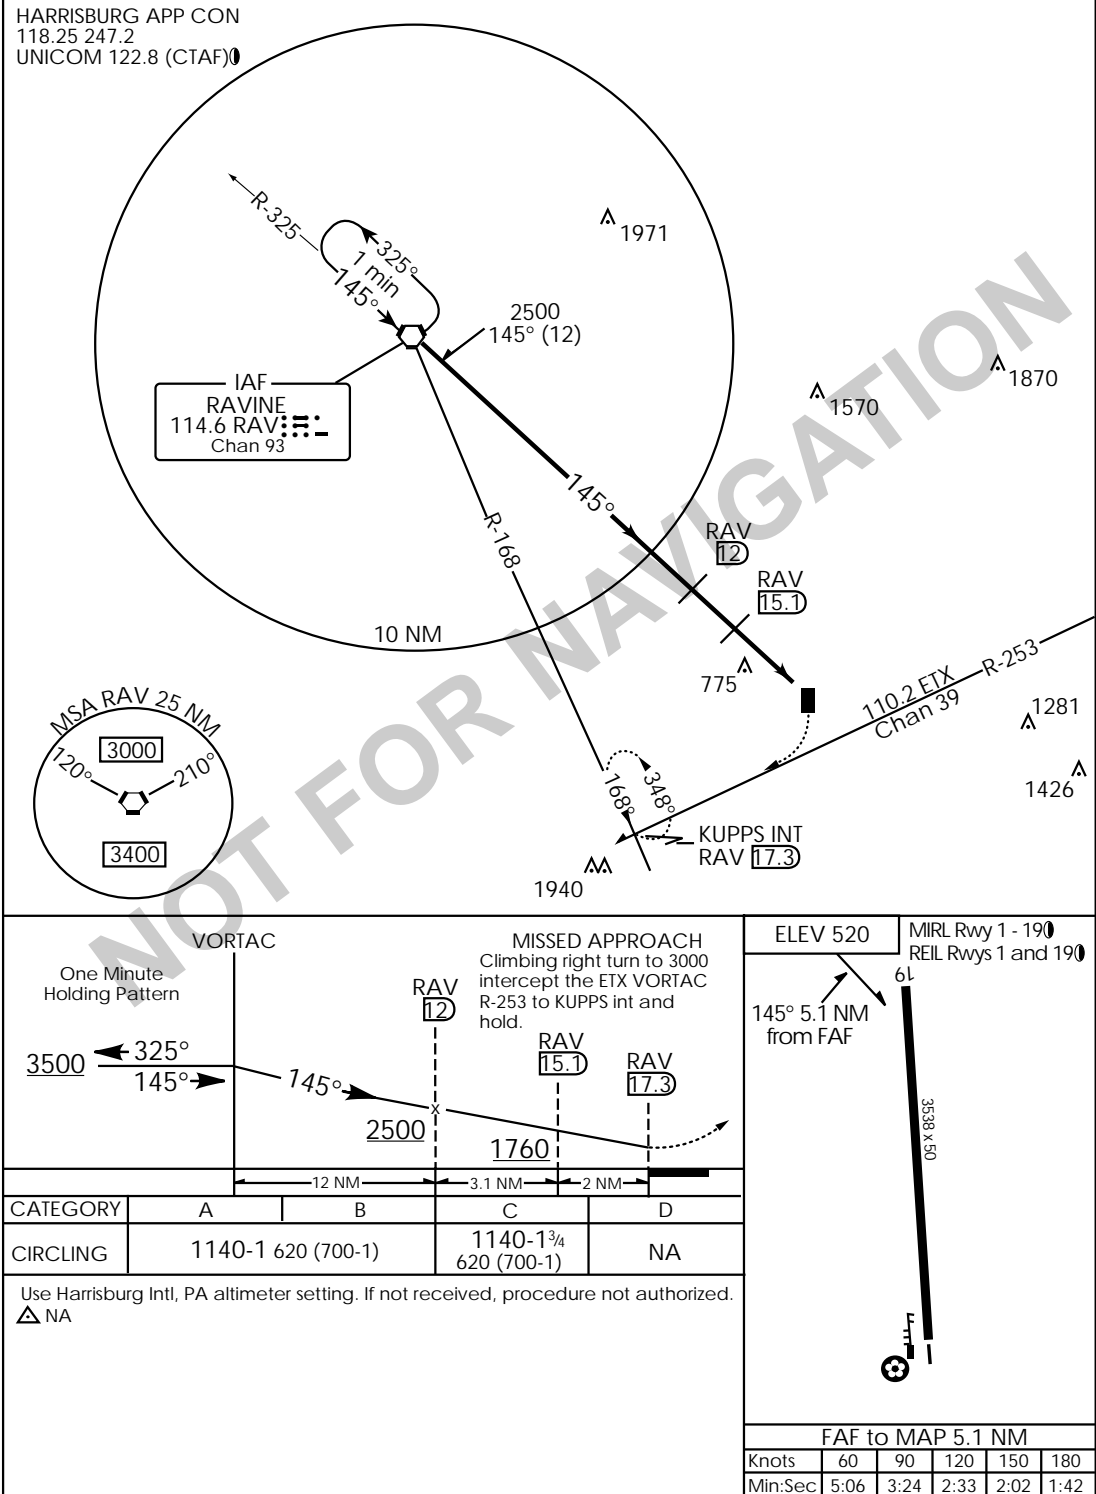 HARRISBURG APP CON
118.25 247.2
UNICOM 122.8 (CTAF)
R-325
325°
1 min
145°
1971
2500
145° (12)
IAF
RAVINE
114.6 RAV
Chan 93
1870
1570
145°
R-168
RAV
12
RAV
15.1
10 NM
775
110.2 ETX
Chan 39
R-253
1281
1426
MSA RAV 25 NM
3000
120°
210°
3400
168°
348°
KUPPS INT
RAV 17.3
1940
NOT FOR NAVIGATION
VORTAC
One Minute
Holding Pattern
3500
325°
145°
145°
RAV
12
2500
MISSED APPROACH
Climbing right turn to 3000
intercept the ETX VORTAC
R-253 to KUPPS int and
hold.
RAV
15.1
1760
RAV
17.3
x
12 NM
3.1 NM
2 NM
CATEGORY A B C D
CIRCLING 1140-1 620 (700-1) 1140-1¾ 620 (700-1) NA
Use Harrisburg Intl, PA altimeter setting. If not received, procedure not authorized.
NA
ELEV 520
MIRL Rwy 1 - 19
REIL Rwys 1 and 19
19
145° 5.1 NM
from FAF
3538 x 50
1
FAF to MAP 5.1 NM
Knots 60 90 120 150 180
Min:Sec 5:06 3:24 2:33 2:02 1:42